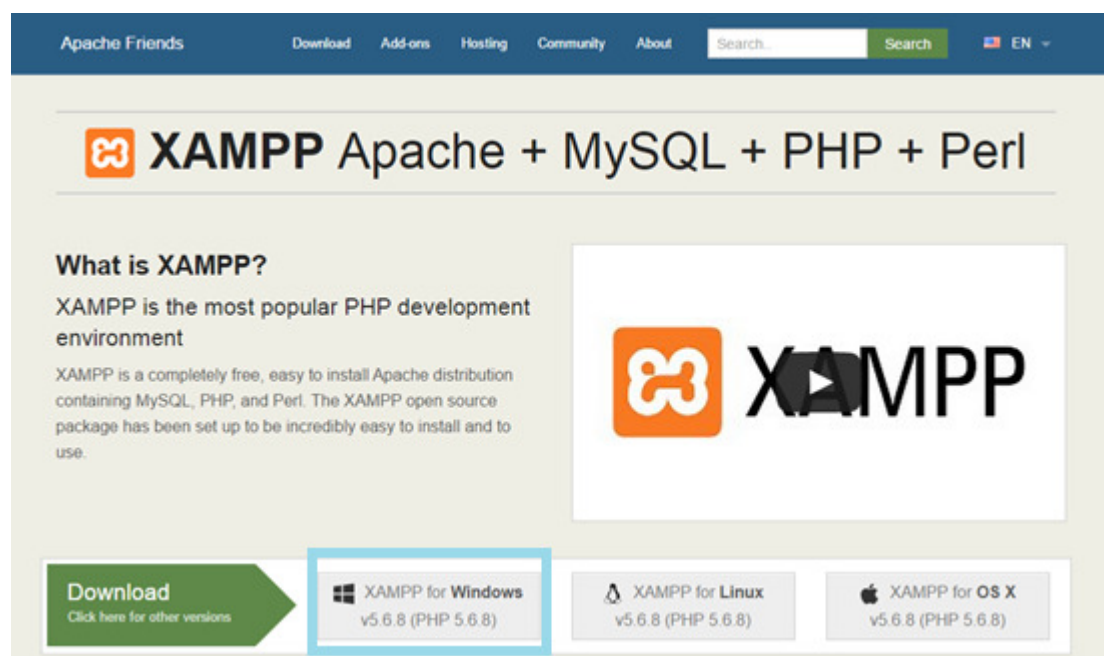 Apache Friends Download Add-ons Hosting Community About Search.. Search EN
XAMPP Apache + MySQL + PHP + Perl
What is XAMPP?
XAMPP is the most popular PHP development
environment
XAMPP is a completely free, easy to install Apache distribution
containing MySQL, PHP, and Perl. The XAMPP open source
package has been set up to be incredibly easy to install and to
use.
XAMPP
Download
Click here for other versions
XAMPP for Windows
v5.6.8 (PHP 5.6.8)
XAMPP for Linux
v5.6.8 (PHP 5.6.8)
XAMPP for OS X
v5.6.8 (PHP 5.6.8)